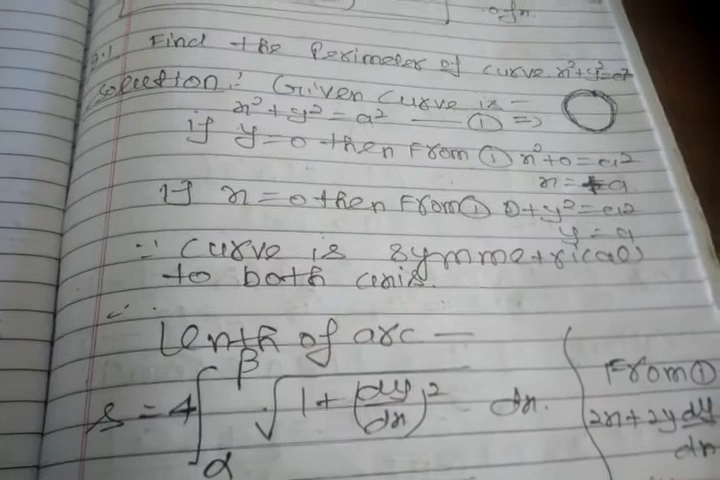 of n.
Q.1 Find the Perimeter of curve x²+y²=a²
Solution: Given curve is –
x²+y² = a² — ① ⇒
if y=0 then from ① x²+0=a²
x = a
If x=0 then From ① 0+y²=a²
y = a
∵ curve is symmetrical
to both axis.
∴
Lenth of arc —
s = 4∫_α^β √(1+(dy/dx)²) dx.
From ①
2x+2y dy/dx